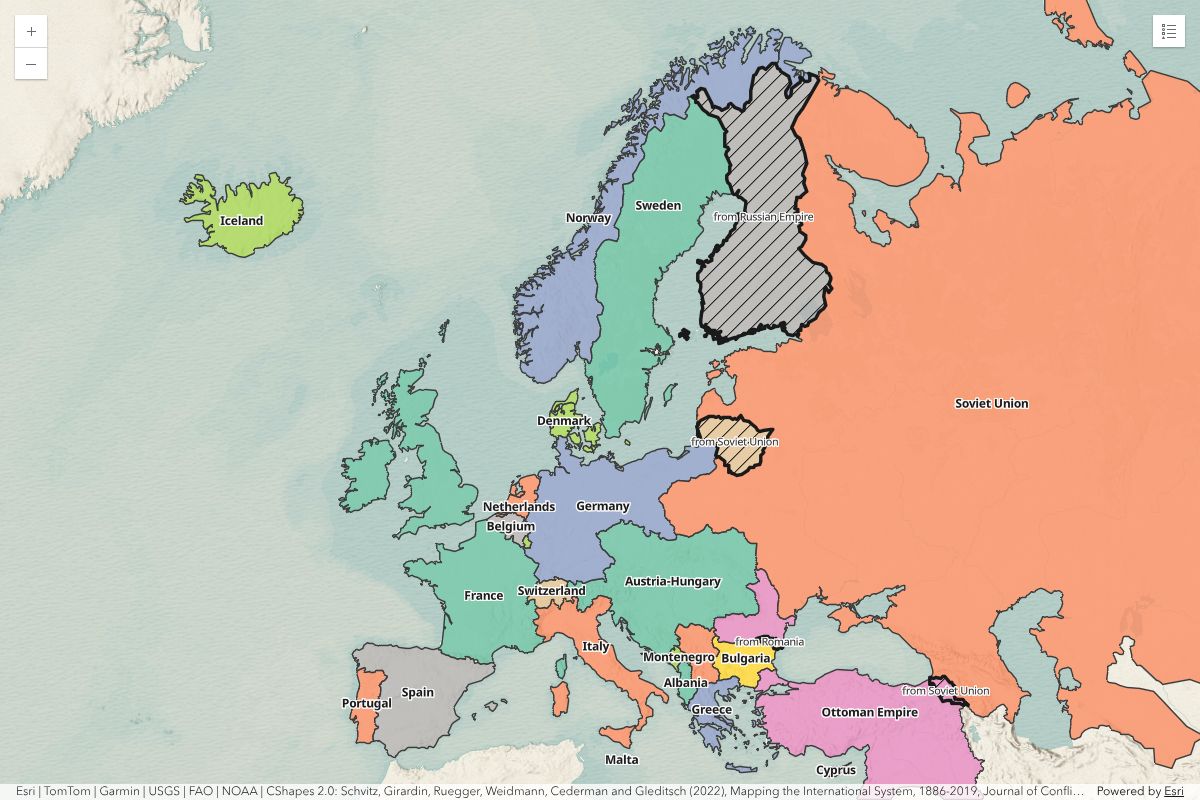 +
−
Iceland
Sweden
from Russian Empire
Norway
Soviet Union
Denmark
from Soviet Union
Netherlands
Germany
Belgium
Austria-Hungary
Switzerland
France
from Romania
Italy
Montenegro
Bulgaria
Albania
from Soviet Union
Spain
Portugal
Greece
Ottoman Empire
Malta
Cyprus
Esri | TomTom | Garmin | USGS | FAO | NOAA | CShapes 2.0: Schvitz, Girardin, Ruegger, Weidmann, Cederman and Gleditsch (2022), Mapping the International System, 1886-2019, Journal of Confli… Powered by Esri